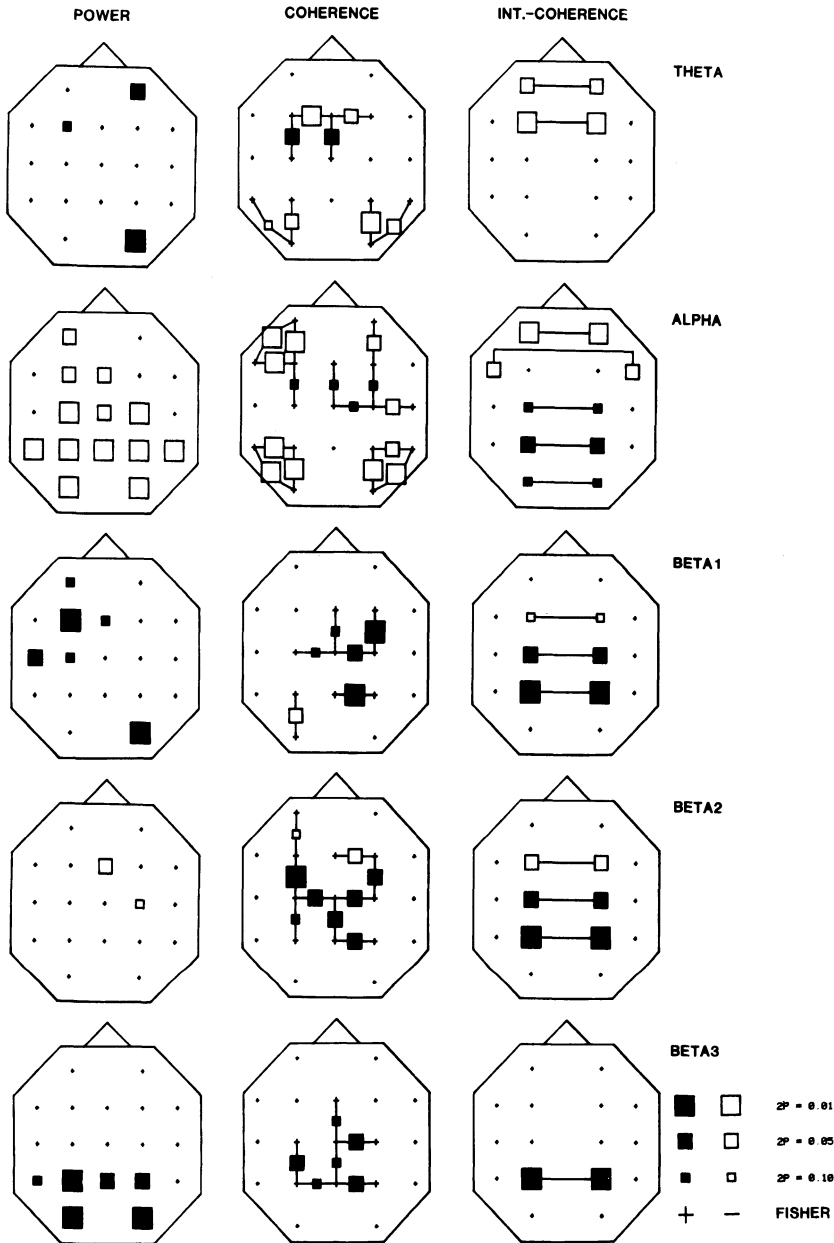 POWER COHERENCE INT.-COHERENCE
THETA
ALPHA
BETA1
BETA2
BETA3
2P = 0.01
2P = 0.05
2P = 0.10
+ − FISHER